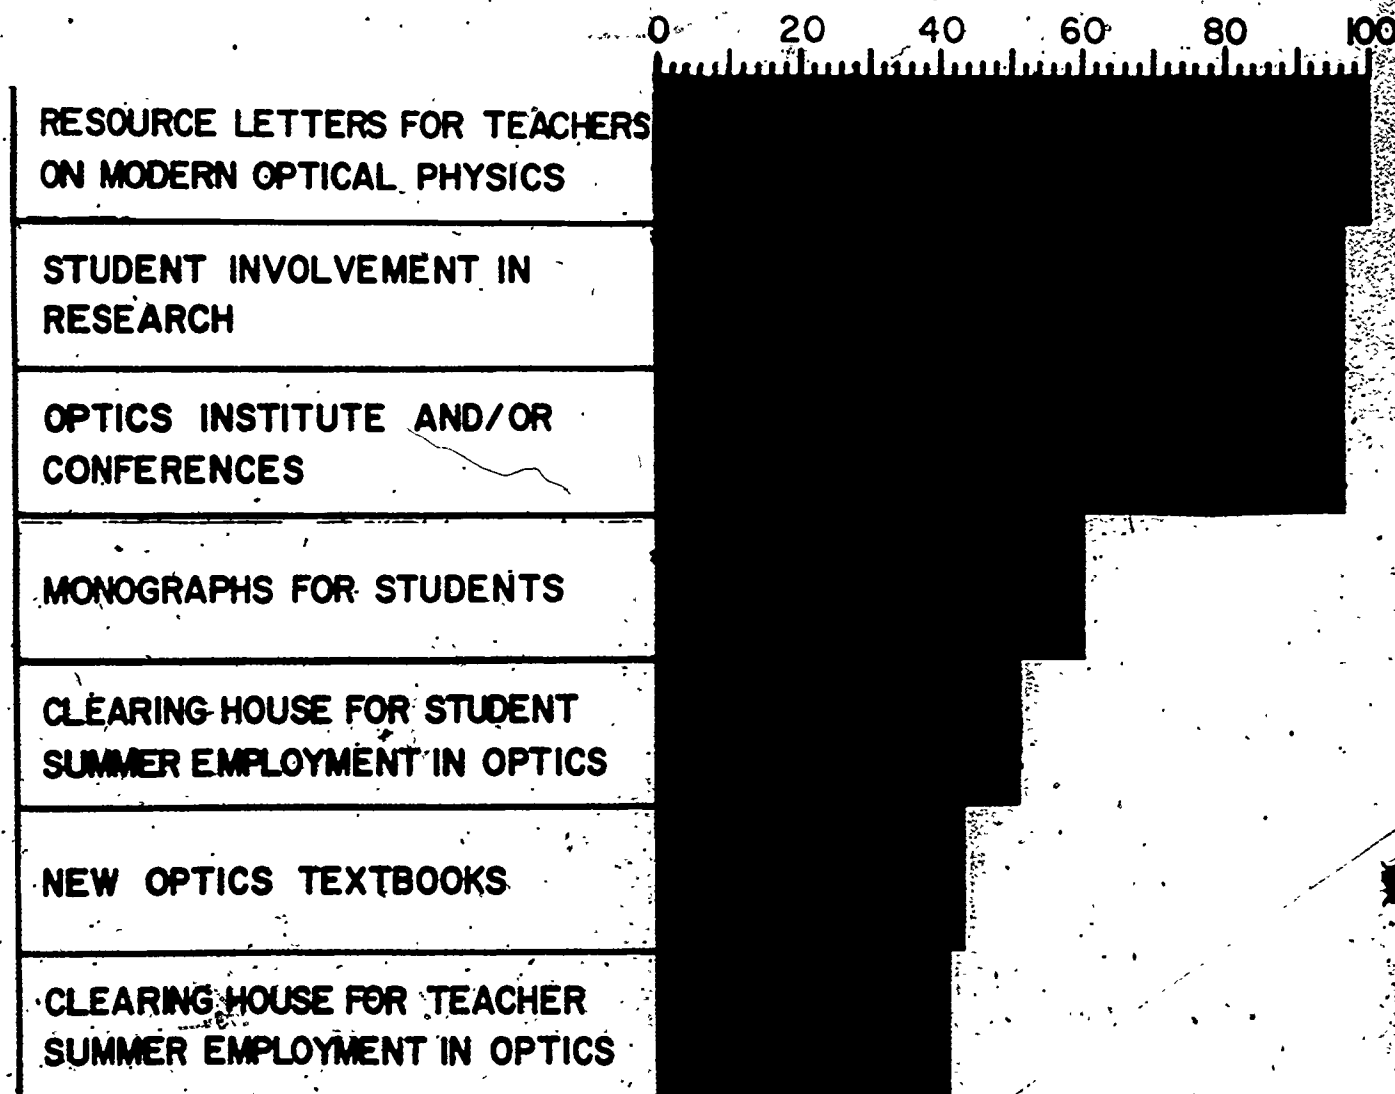 0 20 40 60 80 100
RESOURCE LETTERS FOR TEACHERS
ON MODERN OPTICAL PHYSICS
STUDENT INVOLVEMENT IN
RESEARCH
OPTICS INSTITUTE AND/OR
CONFERENCES
MONOGRAPHS FOR STUDENTS
CLEARING HOUSE FOR STUDENT
SUMMER EMPLOYMENT IN OPTICS
NEW OPTICS TEXTBOOKS
CLEARING HOUSE FOR TEACHER
SUMMER EMPLOYMENT IN OPTICS